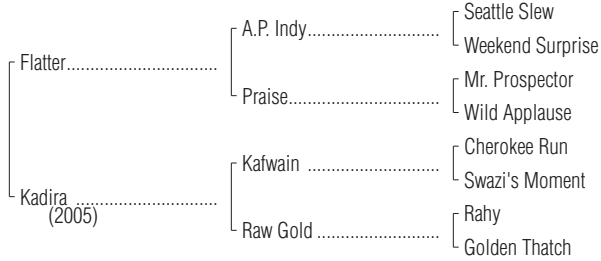 Seattle Slew
A.P. Indy
Weekend Surprise
Flatter
Mr. Prospector
Praise
Wild Applause
Cherokee Run
Kafwain
Swazi's Moment
Kadira
(2005)
Rahy
Raw Gold
Golden Thatch